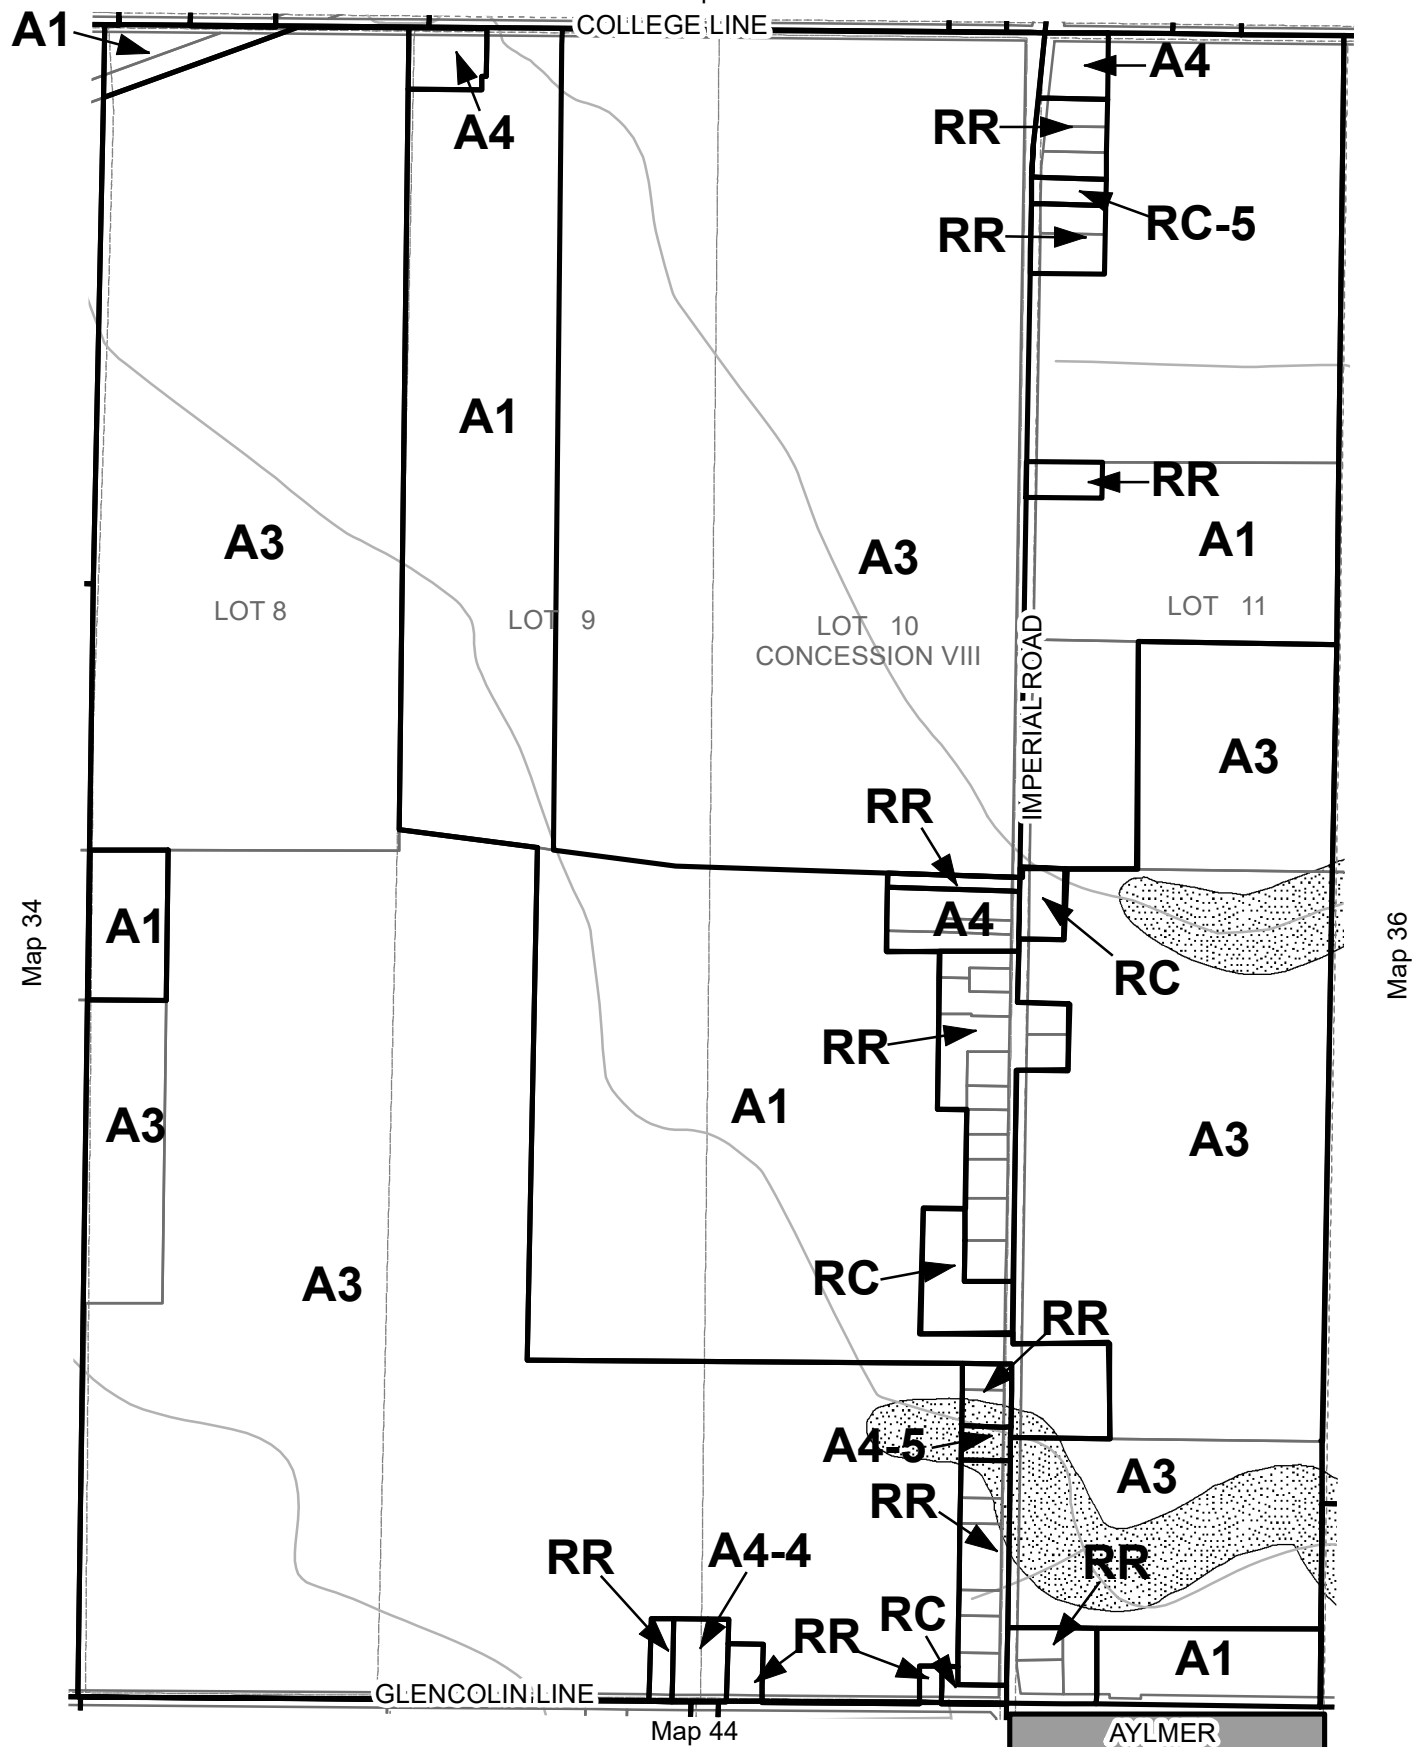 COLLEGE LINE
A1
A4
A4
RR
RC-5
RR
A1
RR
A3
A3
A1
LOT 8
LOT 9
LOT 10
CONCESSION VIII
LOT 11
IMPERIAL ROAD
A3
RR
A1
A4
Map 34
Map 36
RC
RR
A1
A3
A3
A3
RC
RR
A4-5
A3
RR
RR
A4-4
RR
RC
RR
A1
GLENCOLIN LINE
Map 44
AYLMER